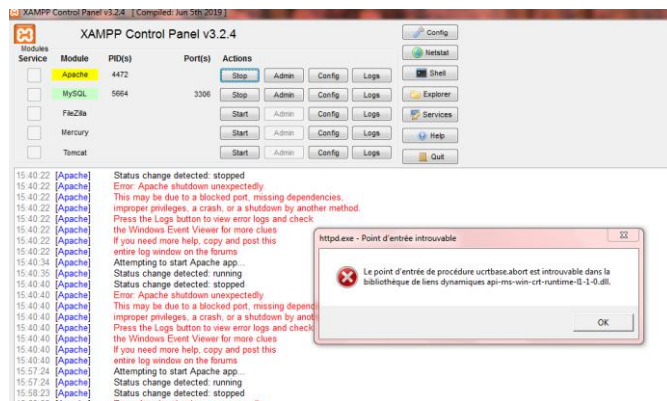 XAMPP Control Panel v3.2.4 [ Compiled: Jun 5th 2019 ]
XAMPP Control Panel v3.2.4
Config
Modules
Service Module PID(s) Port(s) Actions
Netstat
Apache 4472 Stop Admin Config Logs
Shell
MySQL 5664 3306 Stop Admin Config Logs
Explorer
FileZilla Start Admin Config Logs
Services
Mercury Start Admin Config Logs
Help
Tomcat Start Admin Config Logs
Quit
15:40:22 [Apache] Status change detected: stopped
15:40:22 [Apache] Error: Apache shutdown unexpectedly.
15:40:22 [Apache] This may be due to a blocked port, missing dependencies,
15:40:22 [Apache] improper privileges, a crash, or a shutdown by another method.
15:40:22 [Apache] Press the Logs button to view error logs and check
15:40:22 [Apache] the Windows Event Viewer for more clues
15:40:22 [Apache] If you need more help, copy and post this
15:40:22 [Apache] entire log window on the forums
15:40:34 [Apache] Attempting to start Apache app...
15:40:35 [Apache] Status change detected: running
15:40:40 [Apache] Status change detected: stopped
15:40:40 [Apache] Error: Apache shutdown unexpectedly.
15:40:40 [Apache] This may be due to a blocked port, missing depend
15:40:40 [Apache] improper privileges, a crash, or a shutdown by anot
15:40:40 [Apache] Press the Logs button to view error logs and check
15:40:40 [Apache] the Windows Event Viewer for more clues
15:40:40 [Apache] If you need more help, copy and post this
15:40:40 [Apache] entire log window on the forums
15:57:24 [Apache] Attempting to start Apache app...
15:57:24 [Apache] Status change detected: running
15:58:23 [Apache] Status change detected: stopped
httpd.exe - Point d'entrée introuvable
Le point d'entrée de procédure ucrtbase.abort est introuvable dans la
bibliothèque de liens dynamiques api-ms-win-crt-runtime-l1-1-0.dll.
OK